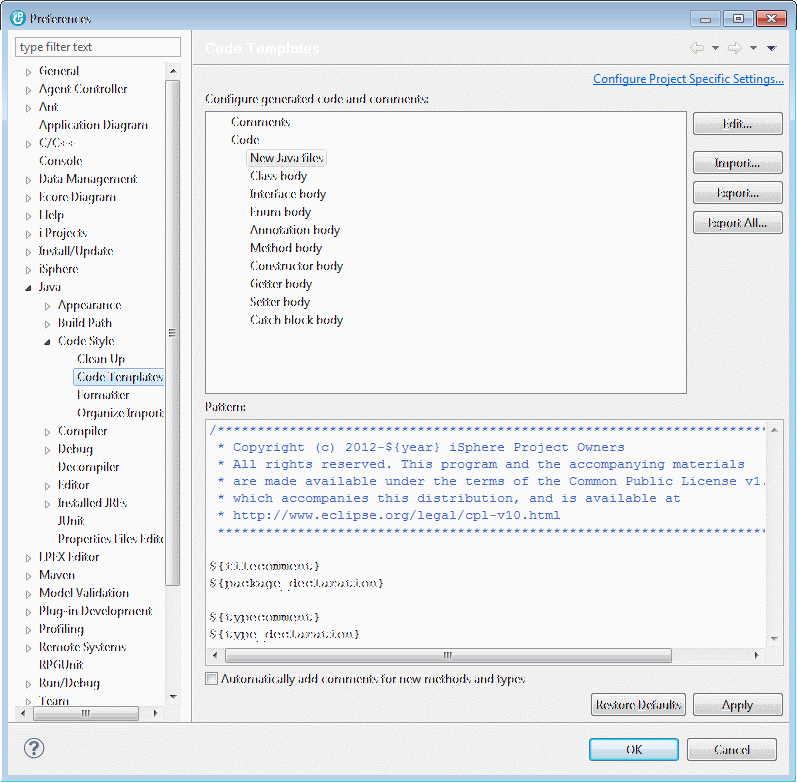 Preferences
type filter text
Code Templates
Configure Project Specific Settings...
General
Agent Controller
Ant
Application Diagram
C/C++
Console
Data Management
Ecore Diagram
Help
i Projects
Install/Update
iSphere
Java
Appearance
Build Path
Code Style
Clean Up
Code Templates
Formatter
Organize Import
Compiler
Debug
Decompiler
Editor
Installed JREs
JUnit
Properties Files Edito
LPEX Editor
Maven
Model Validation
Plug-in Development
Profiling
Remote Systems
RPGUnit
Run/Debug
Team
Configure generated code and comments:
Comments
Code
New Java files
Class body
Interface body
Enum body
Annotation body
Method body
Constructor body
Getter body
Setter body
Catch block body
Edit...
Import...
Export...
Export All...
Pattern:
/*******************************************************************
 * Copyright (c) 2012-${year} iSphere Project Owners
 * All rights reserved. This program and the accompanying materials
 * are made available under the terms of the Common Public License v1.
 * which accompanies this distribution, and is available at
 * http://www.eclipse.org/legal/cpl-v10.html
 *******************************************************************
${filecomment}
${package_declaration}
${typecomment}
${type_declaration}
Automatically add comments for new methods and types
Restore Defaults
Apply
?
OK
Cancel